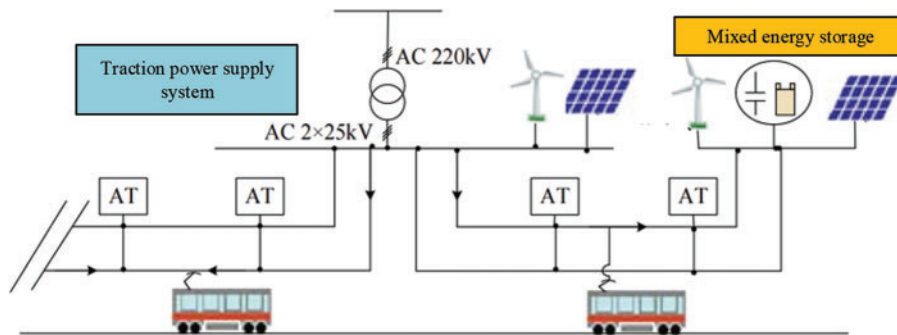 Traction power supply
system
AC 220kV
Mixed energy storage
AC 2×25kV
AT
AT
AT
AT